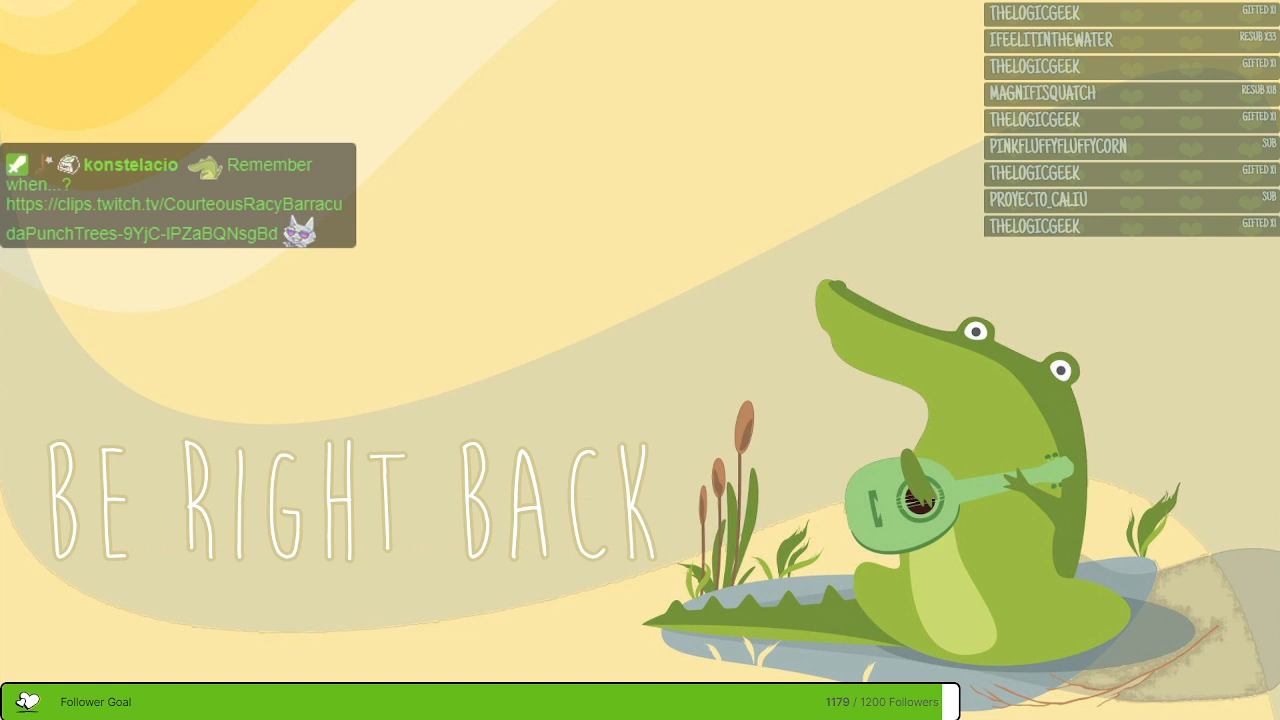 THELOGICGEEK GIFTED X1
IFEELITINTHEWATER RESUB X33
THELOGICGEEK GIFTED X1
MAGNIFISQUATCH RESUB X18
THELOGICGEEK GIFTED X1
PINKFLUFFYFLUFFYCORN SUB
THELOGICGEEK GIFTED X1
PROYECTO_CALIU SUB
THELOGICGEEK GIFTED X1
konstelacio Remember
when...?
https://clips.twitch.tv/CourteousRacyBarracu
daPunchTrees-9YjC-lPZaBQNsgBd
BE RIGHT BACK
Follower Goal 1179 / 1200 Followers